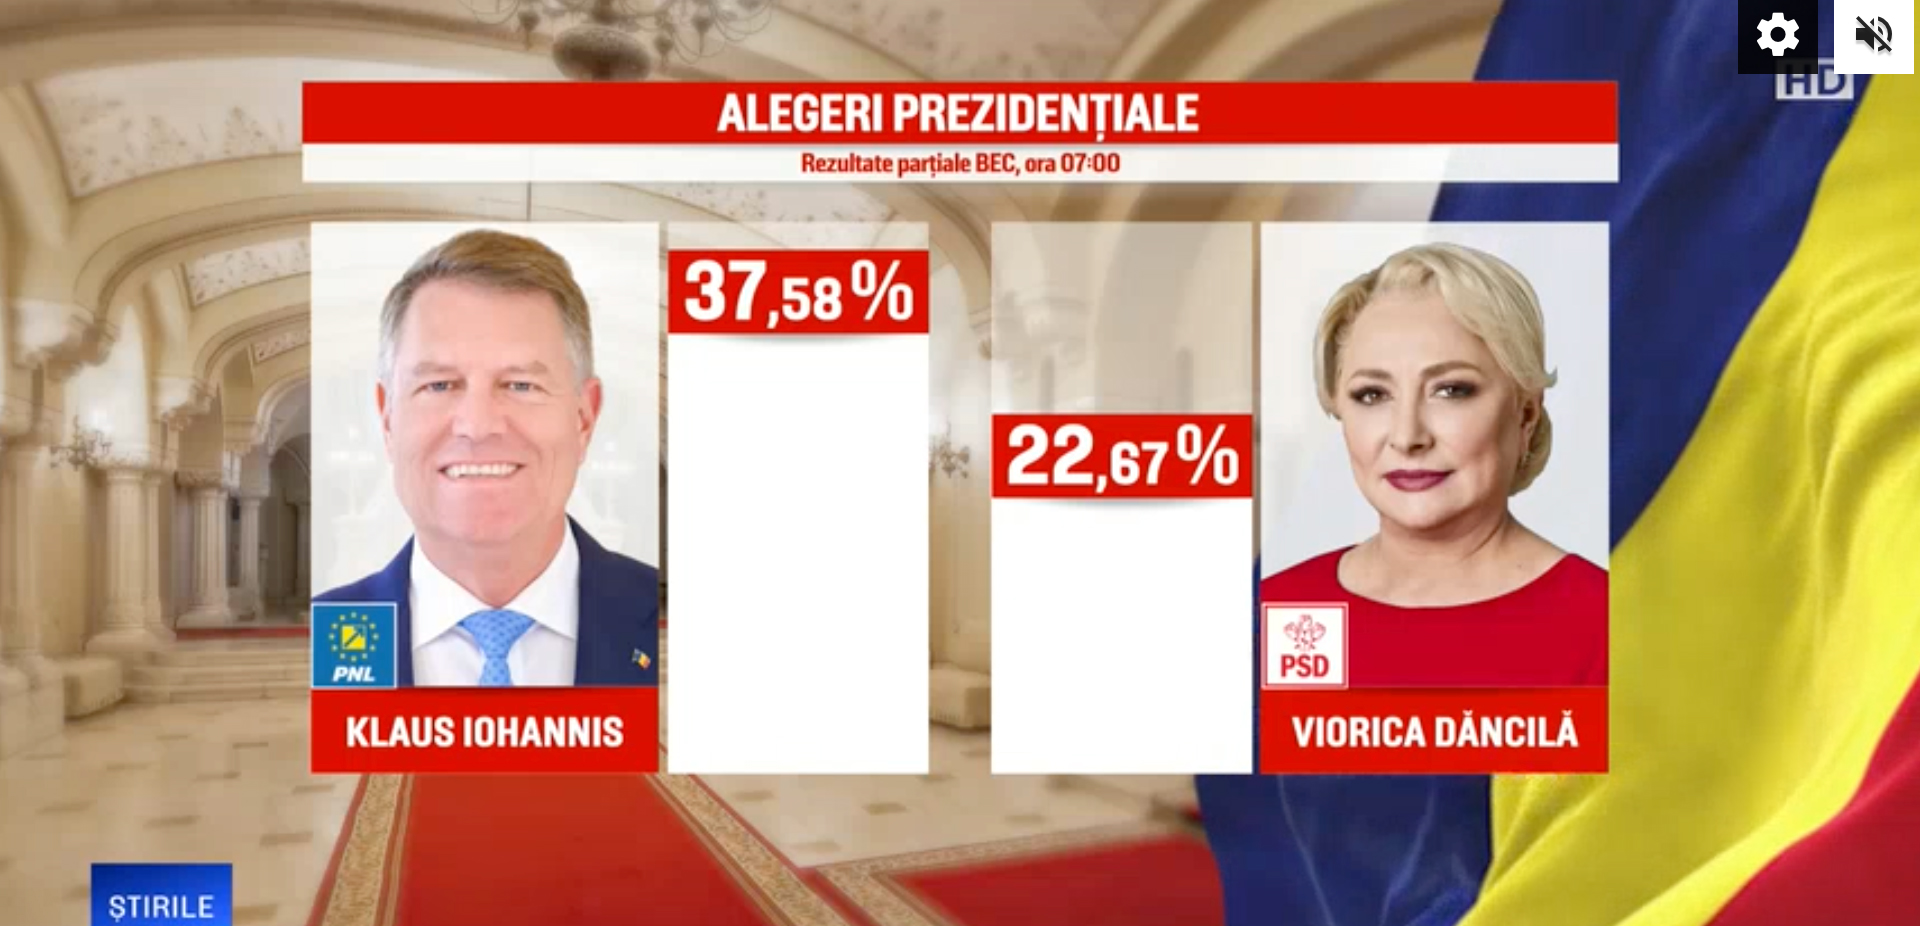 HD
ALEGERI PREZIDENȚIALE
Rezultate parțiale BEC, ora 07:00
37,58%
22,67%
PNL
PSD
KLAUS IOHANNIS
VIORICA DĂNCILĂ
ȘTIRILE